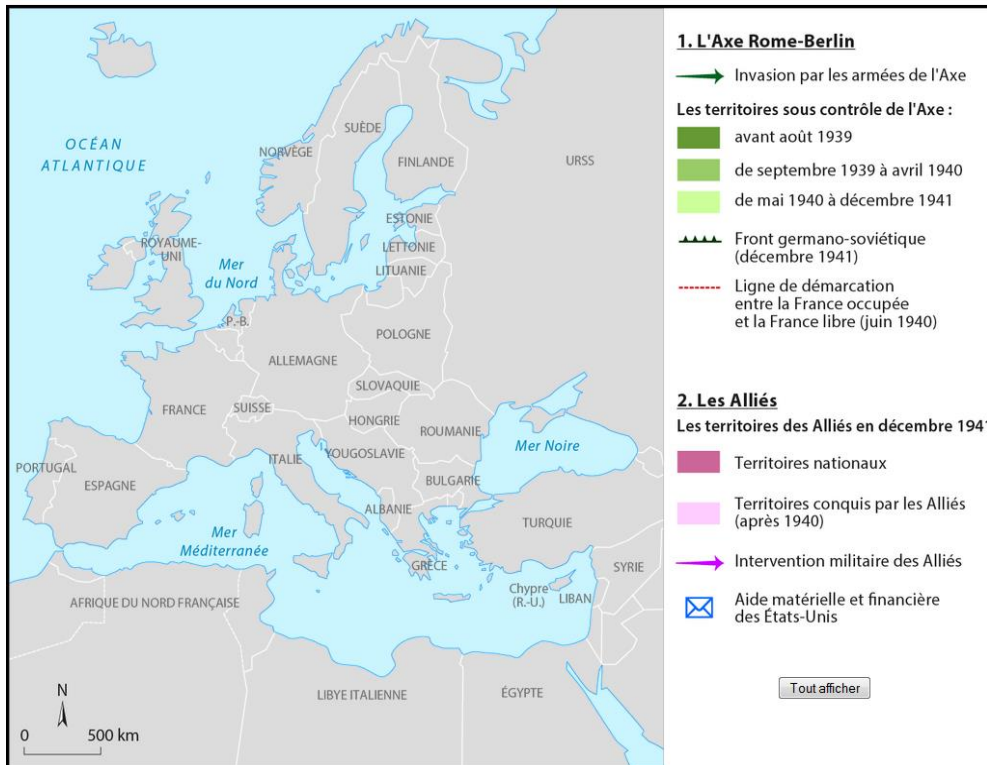 OCÉAN
ATLANTIQUE
SUÈDE
NORVÈGE
FINLANDE
URSS
ESTONIE
ROYAUME-
UNI
LETTONIE
Mer
du Nord
LITUANIE
P.-B.
POLOGNE
ALLEMAGNE
SLOVAQUIE
FRANCE
SUISSE
HONGRIE
ROUMANIE
Mer Noire
ITALIE
YOUGOSLAVIE
PORTUGAL
ESPAGNE
BULGARIE
ALBANIE
TURQUIE
Mer
Méditerranée
GRÈCE
SYRIE
Chypre
(R.-U.)
LIBAN
AFRIQUE DU NORD FRANÇAISE
LIBYE ITALIENNE
ÉGYPTE
N
0 500 km
1. L'Axe Rome-Berlin
Invasion par les armées de l'Axe
Les territoires sous contrôle de l'Axe :
avant août 1939
de septembre 1939 à avril 1940
de mai 1940 à décembre 1941
Front germano-soviétique
(décembre 1941)
Ligne de démarcation
entre la France occupée
et la France libre (juin 1940)
2. Les Alliés
Les territoires des Alliés en décembre 1941
Territoires nationaux
Territoires conquis par les Alliés
(après 1940)
Intervention militaire des Alliés
Aide matérielle et financière
des États-Unis
Tout afficher